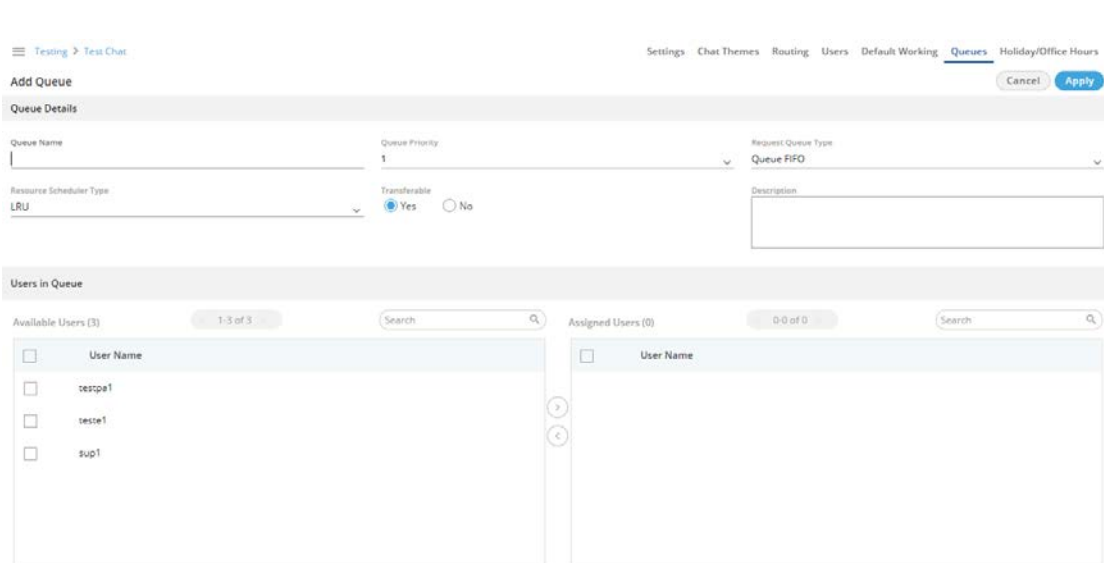 Testing > Test Chat
Settings Chat Themes Routing Users Default Working Queues Holiday/Office Hours
Add Queue
Cancel Apply
Queue Details
Queue Name Queue Priority Request Queue Type
1 Queue FIFO
Resource Scheduler Type Transferable Description
LRU Yes No
Users in Queue
Available Users (3) 1-3 of 3 Search Assigned Users (0) 0-0 of 0 Search
User Name User Name
testpa1
teste1
sup1